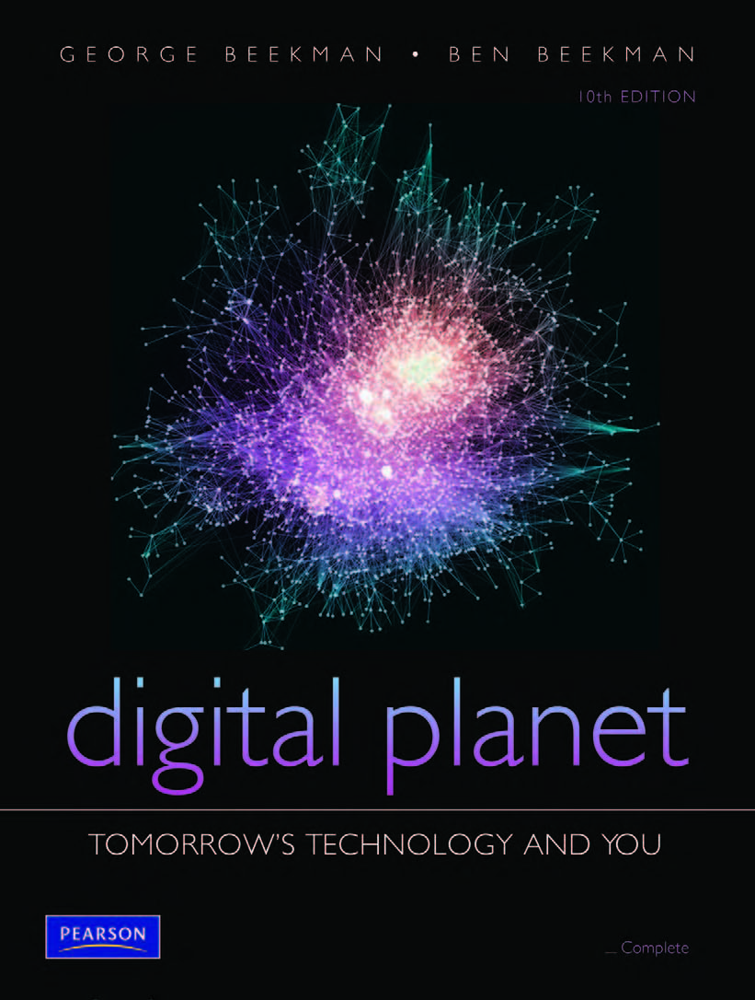 GEORGE BEEKMAN • BEN BEEKMAN
10th EDITION
digital planet
TOMORROW'S TECHNOLOGY AND YOU
PEARSON
Complete